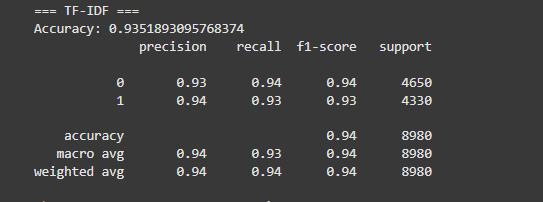 === TF-IDF ===
Accuracy: 0.9351893095768374
precision recall f1-score support
0 0.93 0.94 0.94 4650
1 0.94 0.93 0.93 4330
accuracy 0.94 8980
macro avg 0.94 0.93 0.94 8980
weighted avg 0.94 0.94 0.94 8980